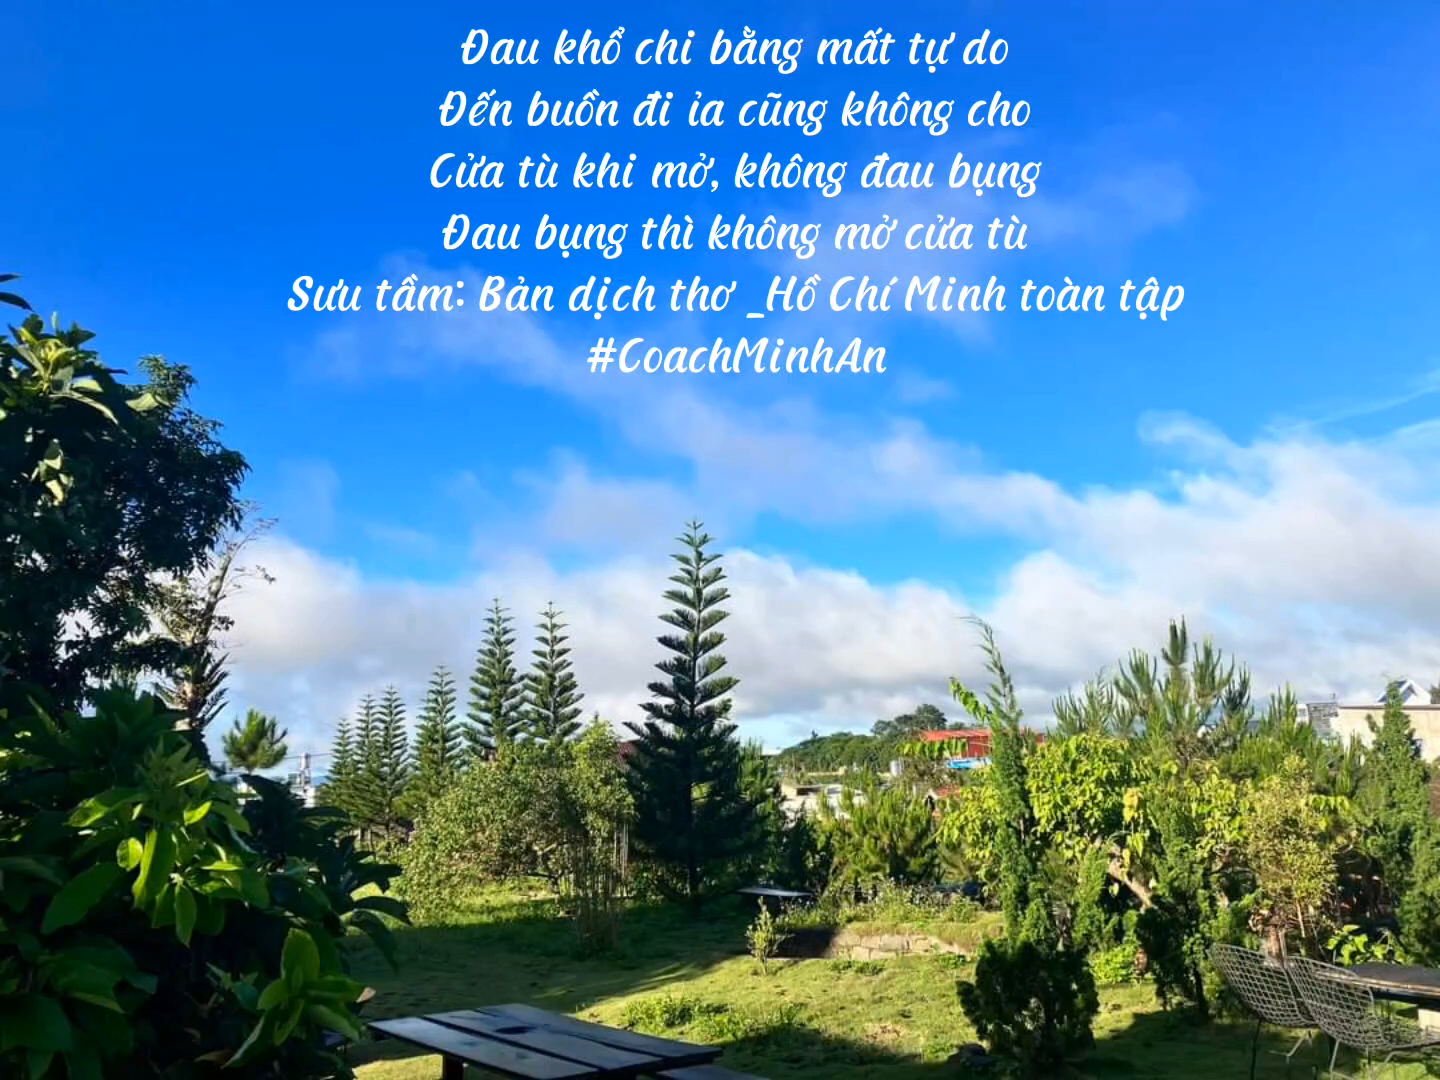 Đau khổ chi bằng mất tự do
Đến buồn đi ỉa cũng không cho
Cửa tù khi mở, không đau bụng
Đau bụng thì không mở cửa tù
Sưu tầm: Bản dịch thơ _Hồ Chí Minh toàn tập
#CoachMinhAn